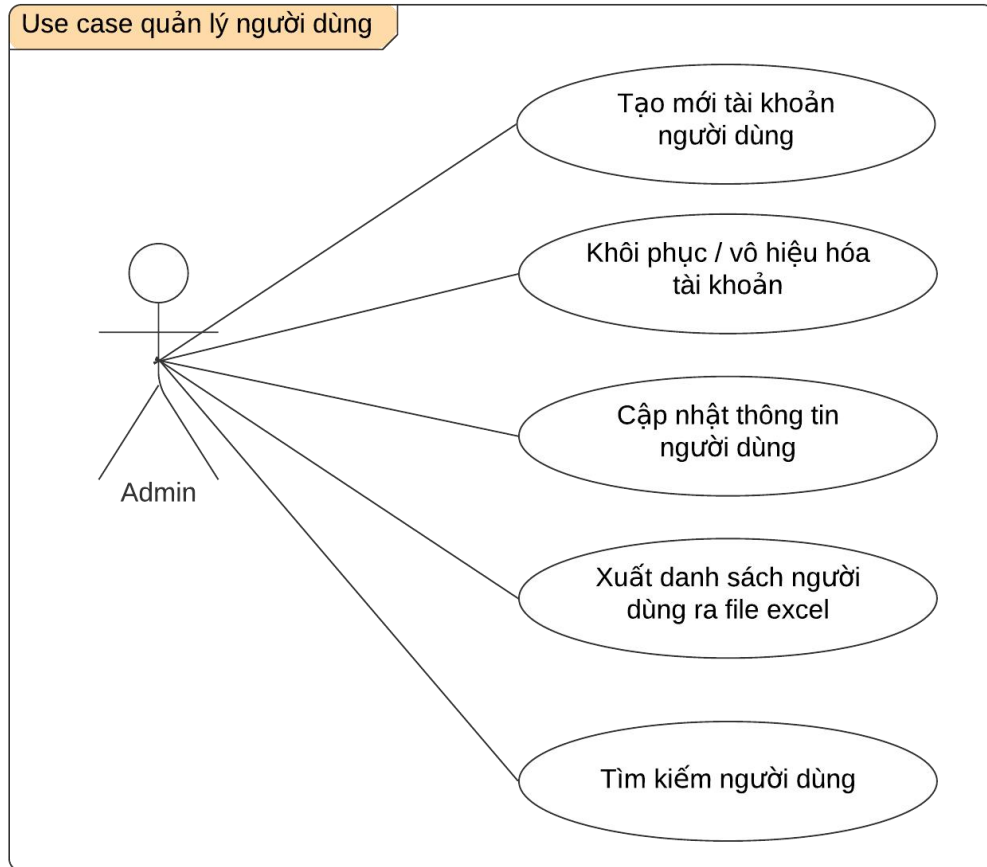 Use case quản lý người dùng
Tạo mới tài khoản
người dùng
Khôi phục / vô hiệu hóa
tài khoản
Cập nhật thông tin
người dùng
Admin
Xuất danh sách người
dùng ra file excel
Tìm kiếm người dùng